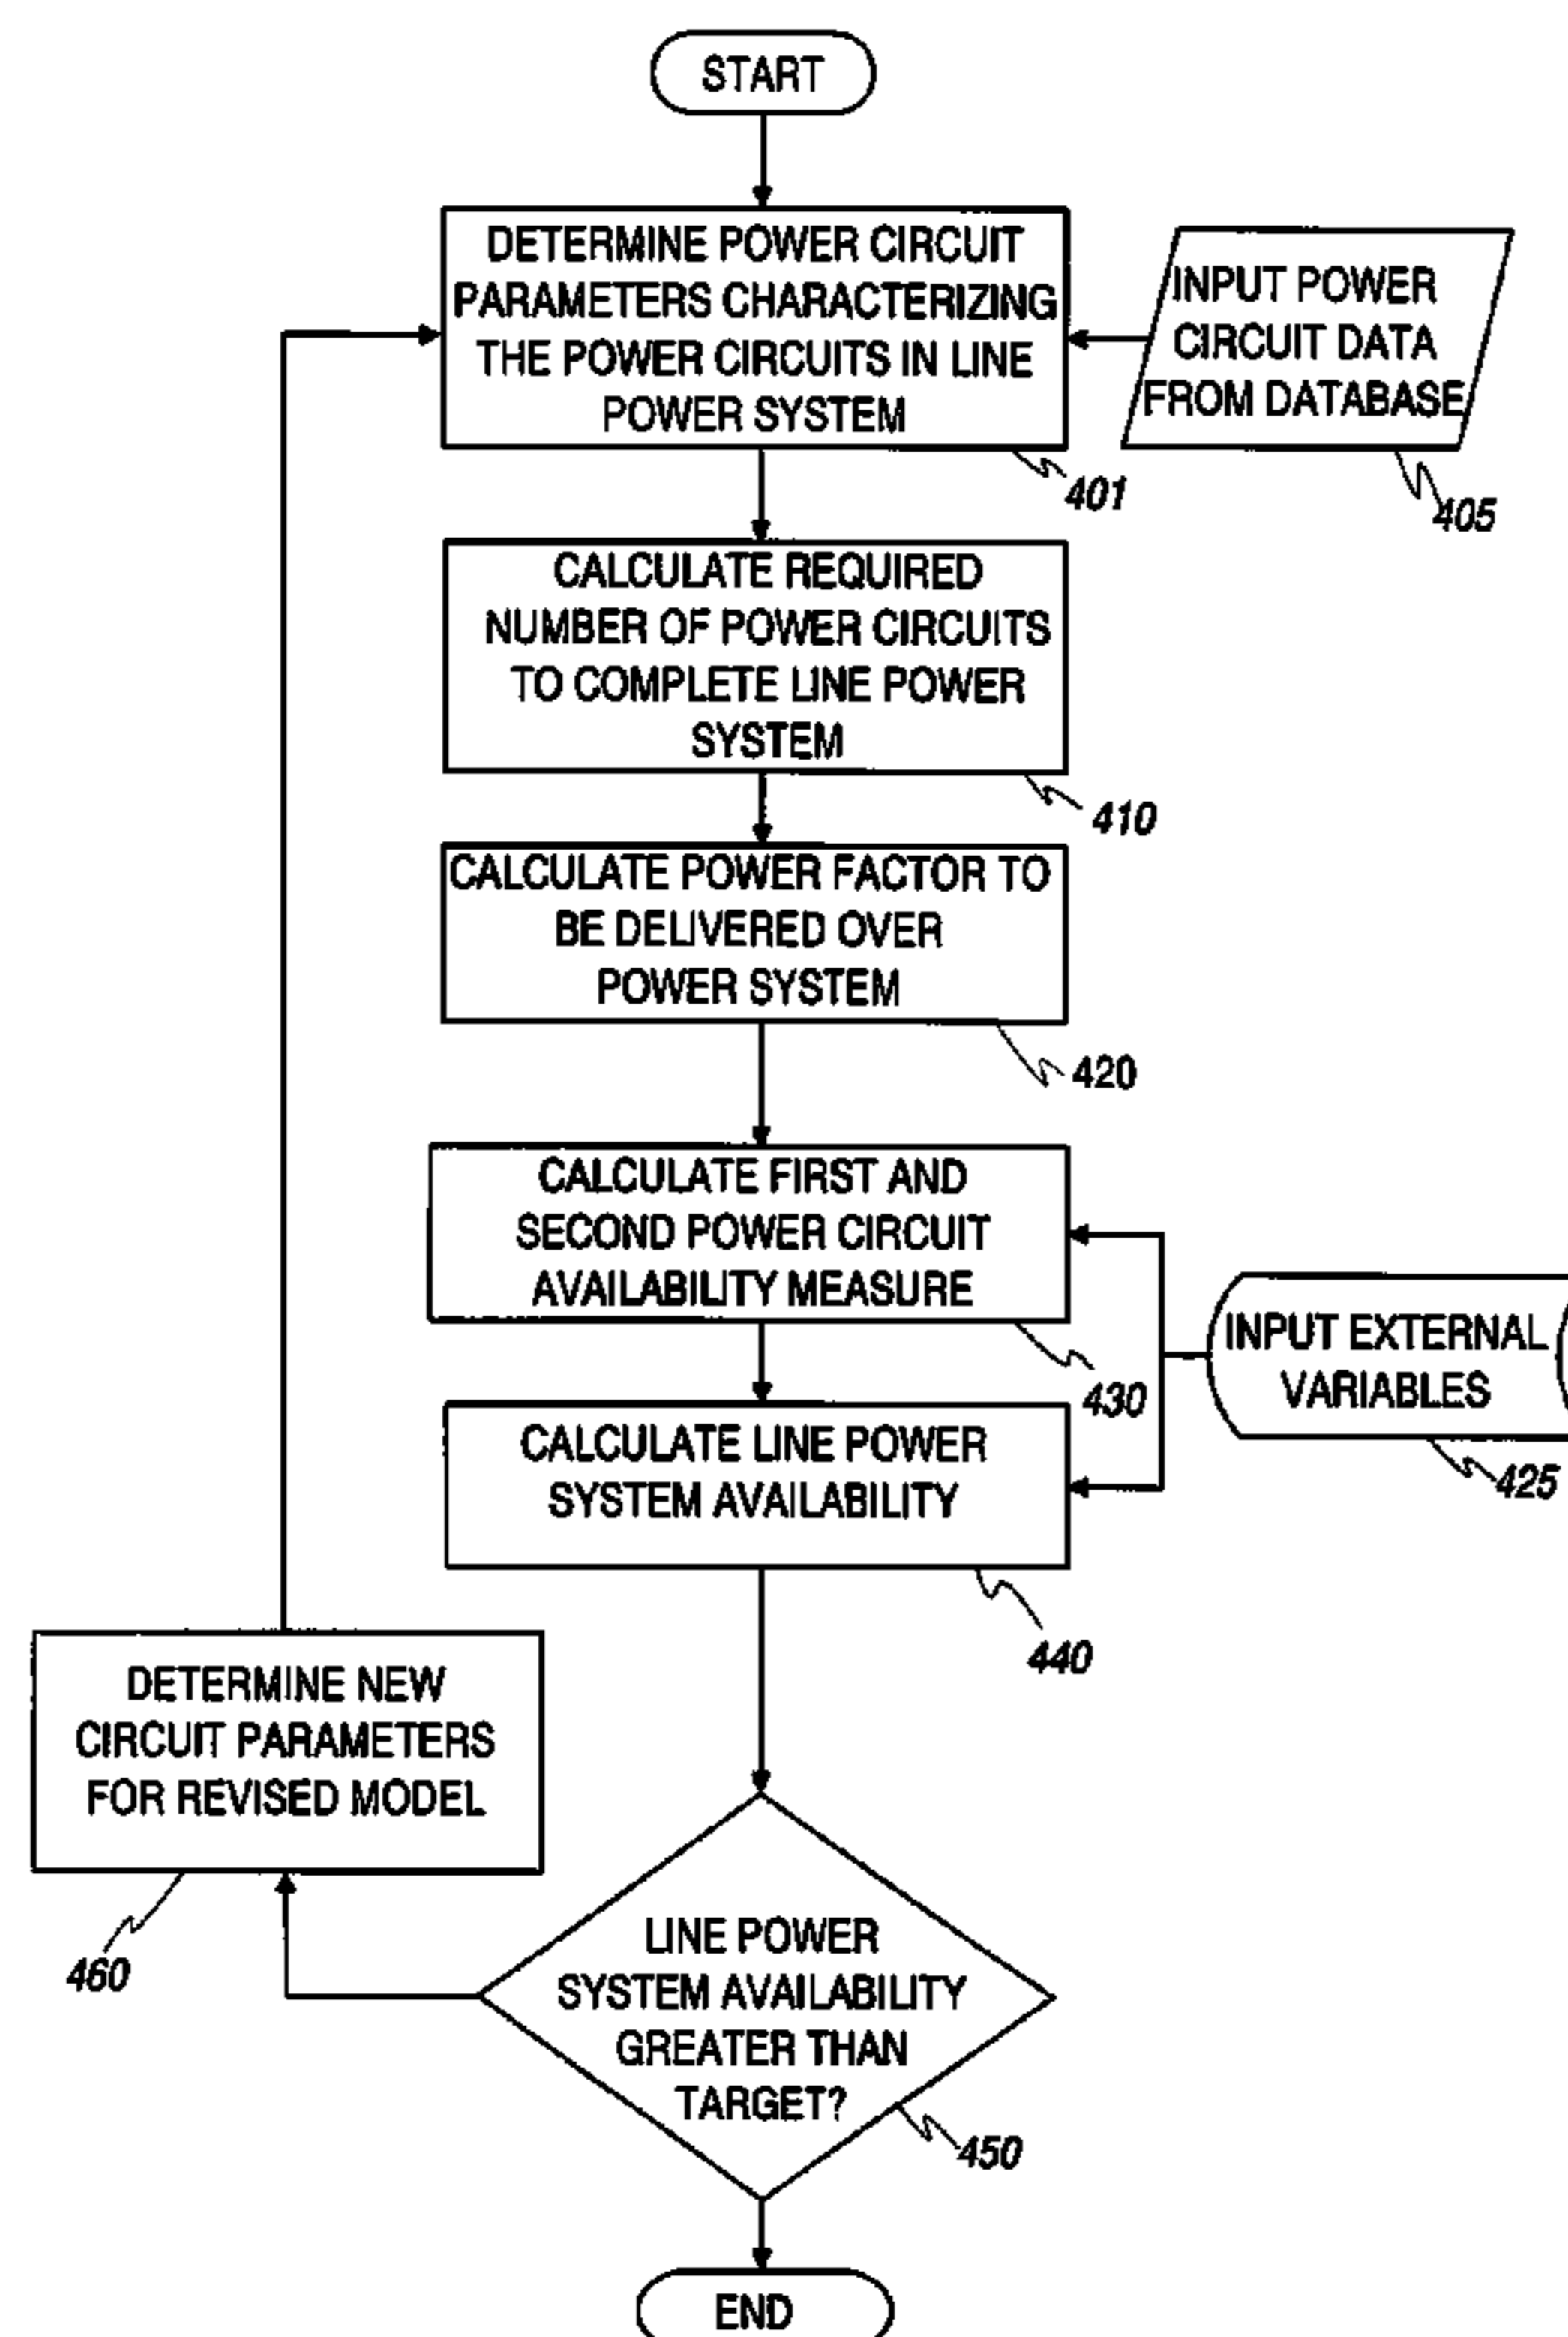 START
DETERMINE POWER CIRCUIT
PARAMETERS CHARACTERIZING
THE POWER CIRCUITS IN LINE
POWER SYSTEM
401
INPUT POWER
CIRCUIT DATA
FROM DATABASE
405
CALCULATE REQUIRED
NUMBER OF POWER CIRCUITS
TO COMPLETE LINE POWER
SYSTEM
410
CALCULATE POWER FACTOR TO
BE DELIVERED OVER
POWER SYSTEM
420
CALCULATE FIRST AND
SECOND POWER CIRCUIT
AVAILABILITY MEASURE
430
INPUT EXTERNAL
VARIABLES
425
CALCULATE LINE POWER
SYSTEM AVAILABILITY
440
DETERMINE NEW
CIRCUIT PARAMETERS
FOR REVISED MODEL
460
LINE POWER
SYSTEM AVAILABILITY
GREATER THAN
TARGET?
450
END